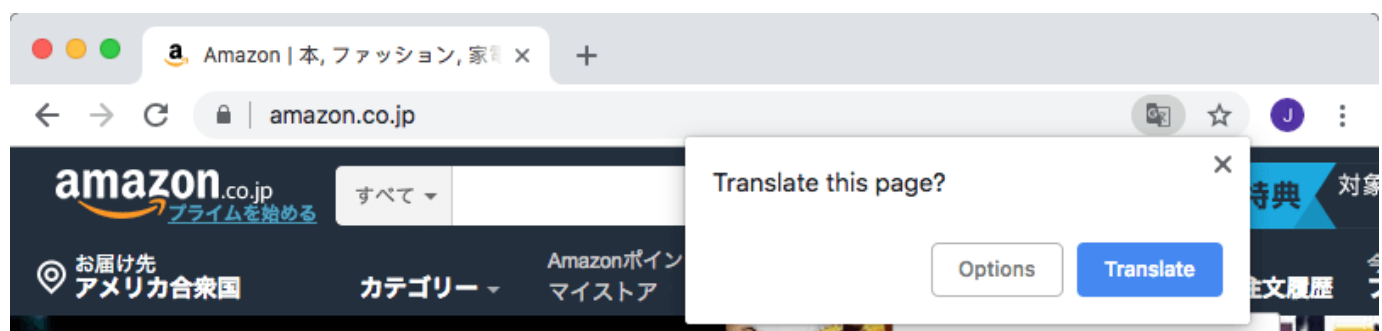 Amazon | 本, ファッション, 家
amazon.co.jp
J
amazon.co.jp
プライムを始める
すべて
Translate this page?
Options
Translate
特典
対象
お届け先
アメリカ合衆国
カテゴリー
Amazonポイン
マイストア
注文履歴